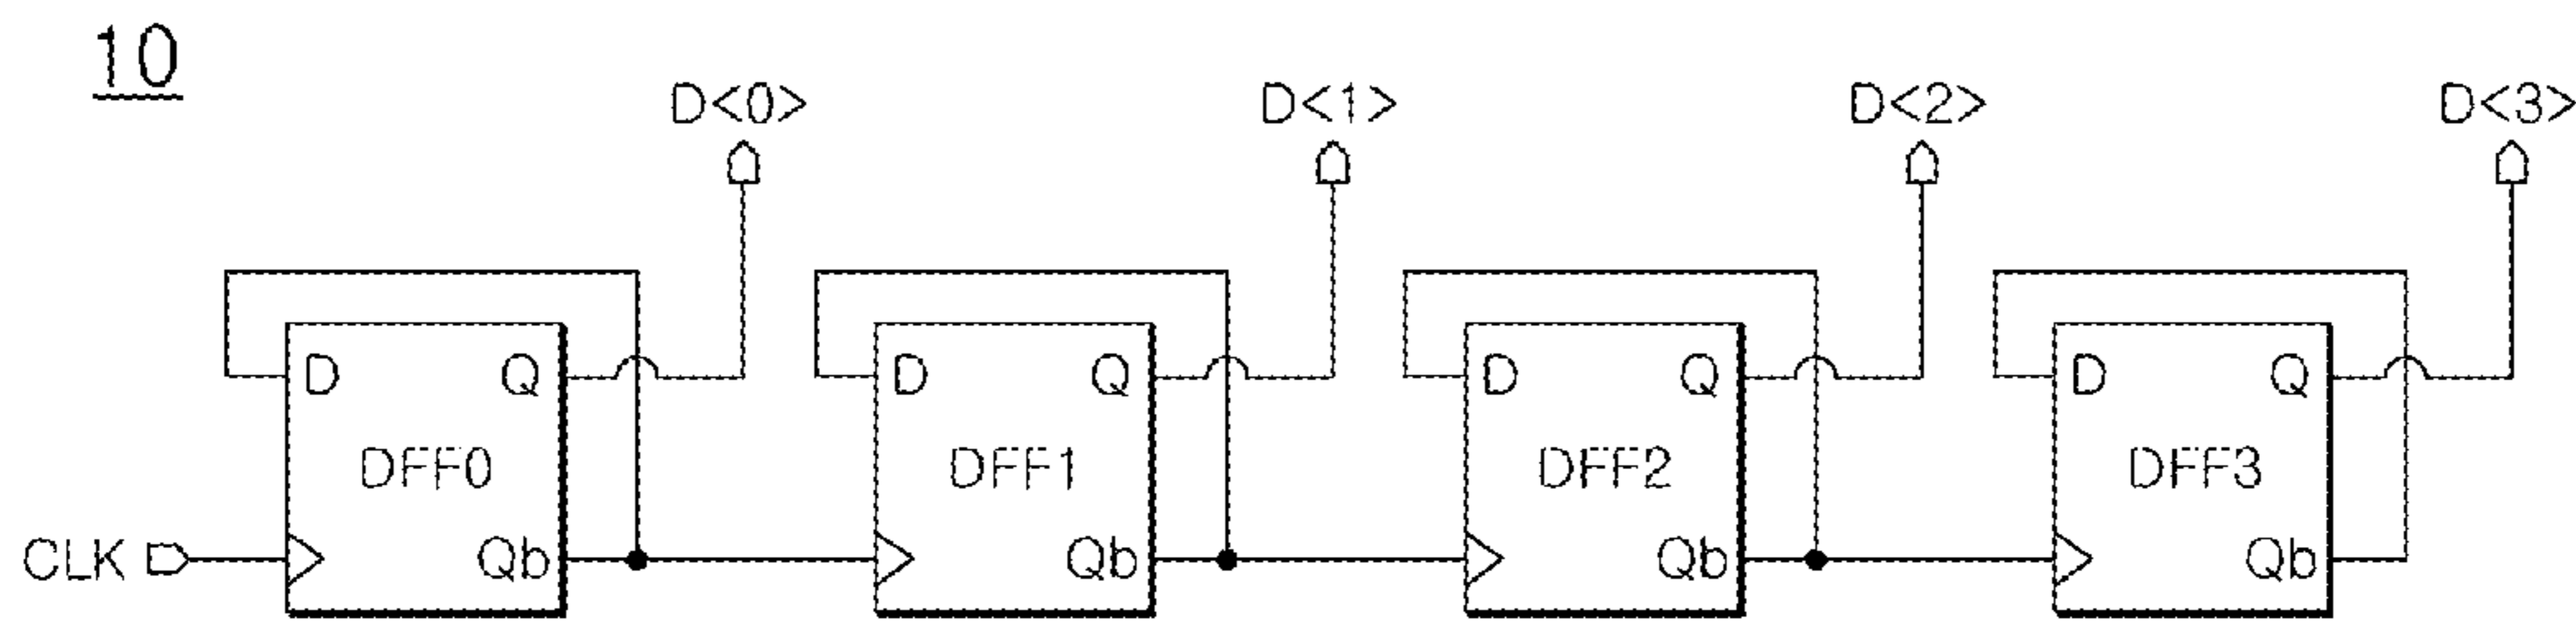 10
D<0> D<1> D<2> D<3>
D Q D Q D Q D Q
DFF0 DFF1 DFF2 DFF3
CLK Qb Qb Qb Qb